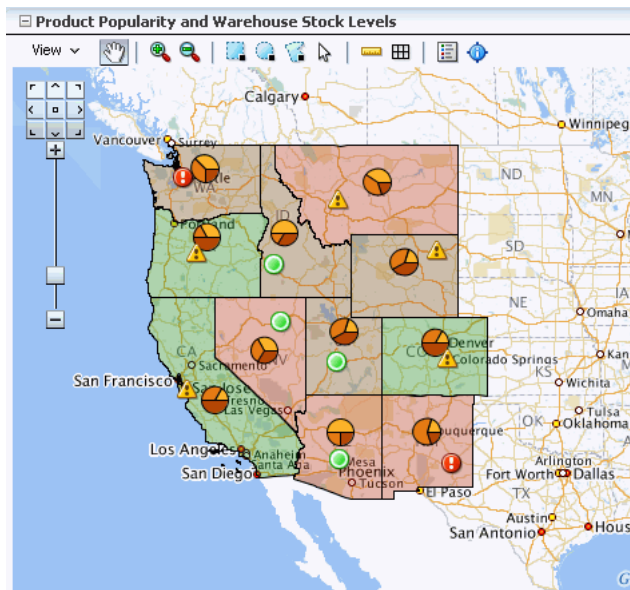 Product Popularity and Warehouse Stock Levels
View
Calgary
Winnipeg
Vancouver
Surrey
WA
ND
MN
ID
Portland
SD
NE
IA
Omaha
CA
Sacramento
NV
CO
Denver
Colorado Springs
KS
Kan
San Francisco
San Jose
Wichita
Fresno
Las Vegas
Tulsa
OK
Oklahoma
Los Angeles
Anaheim
Santa Ana
Mesa
Phoenix
Tucson
San Diego
El Paso
Arlington
Fort Worth
Dallas
TX
Austin
San Antonio
Hous
G